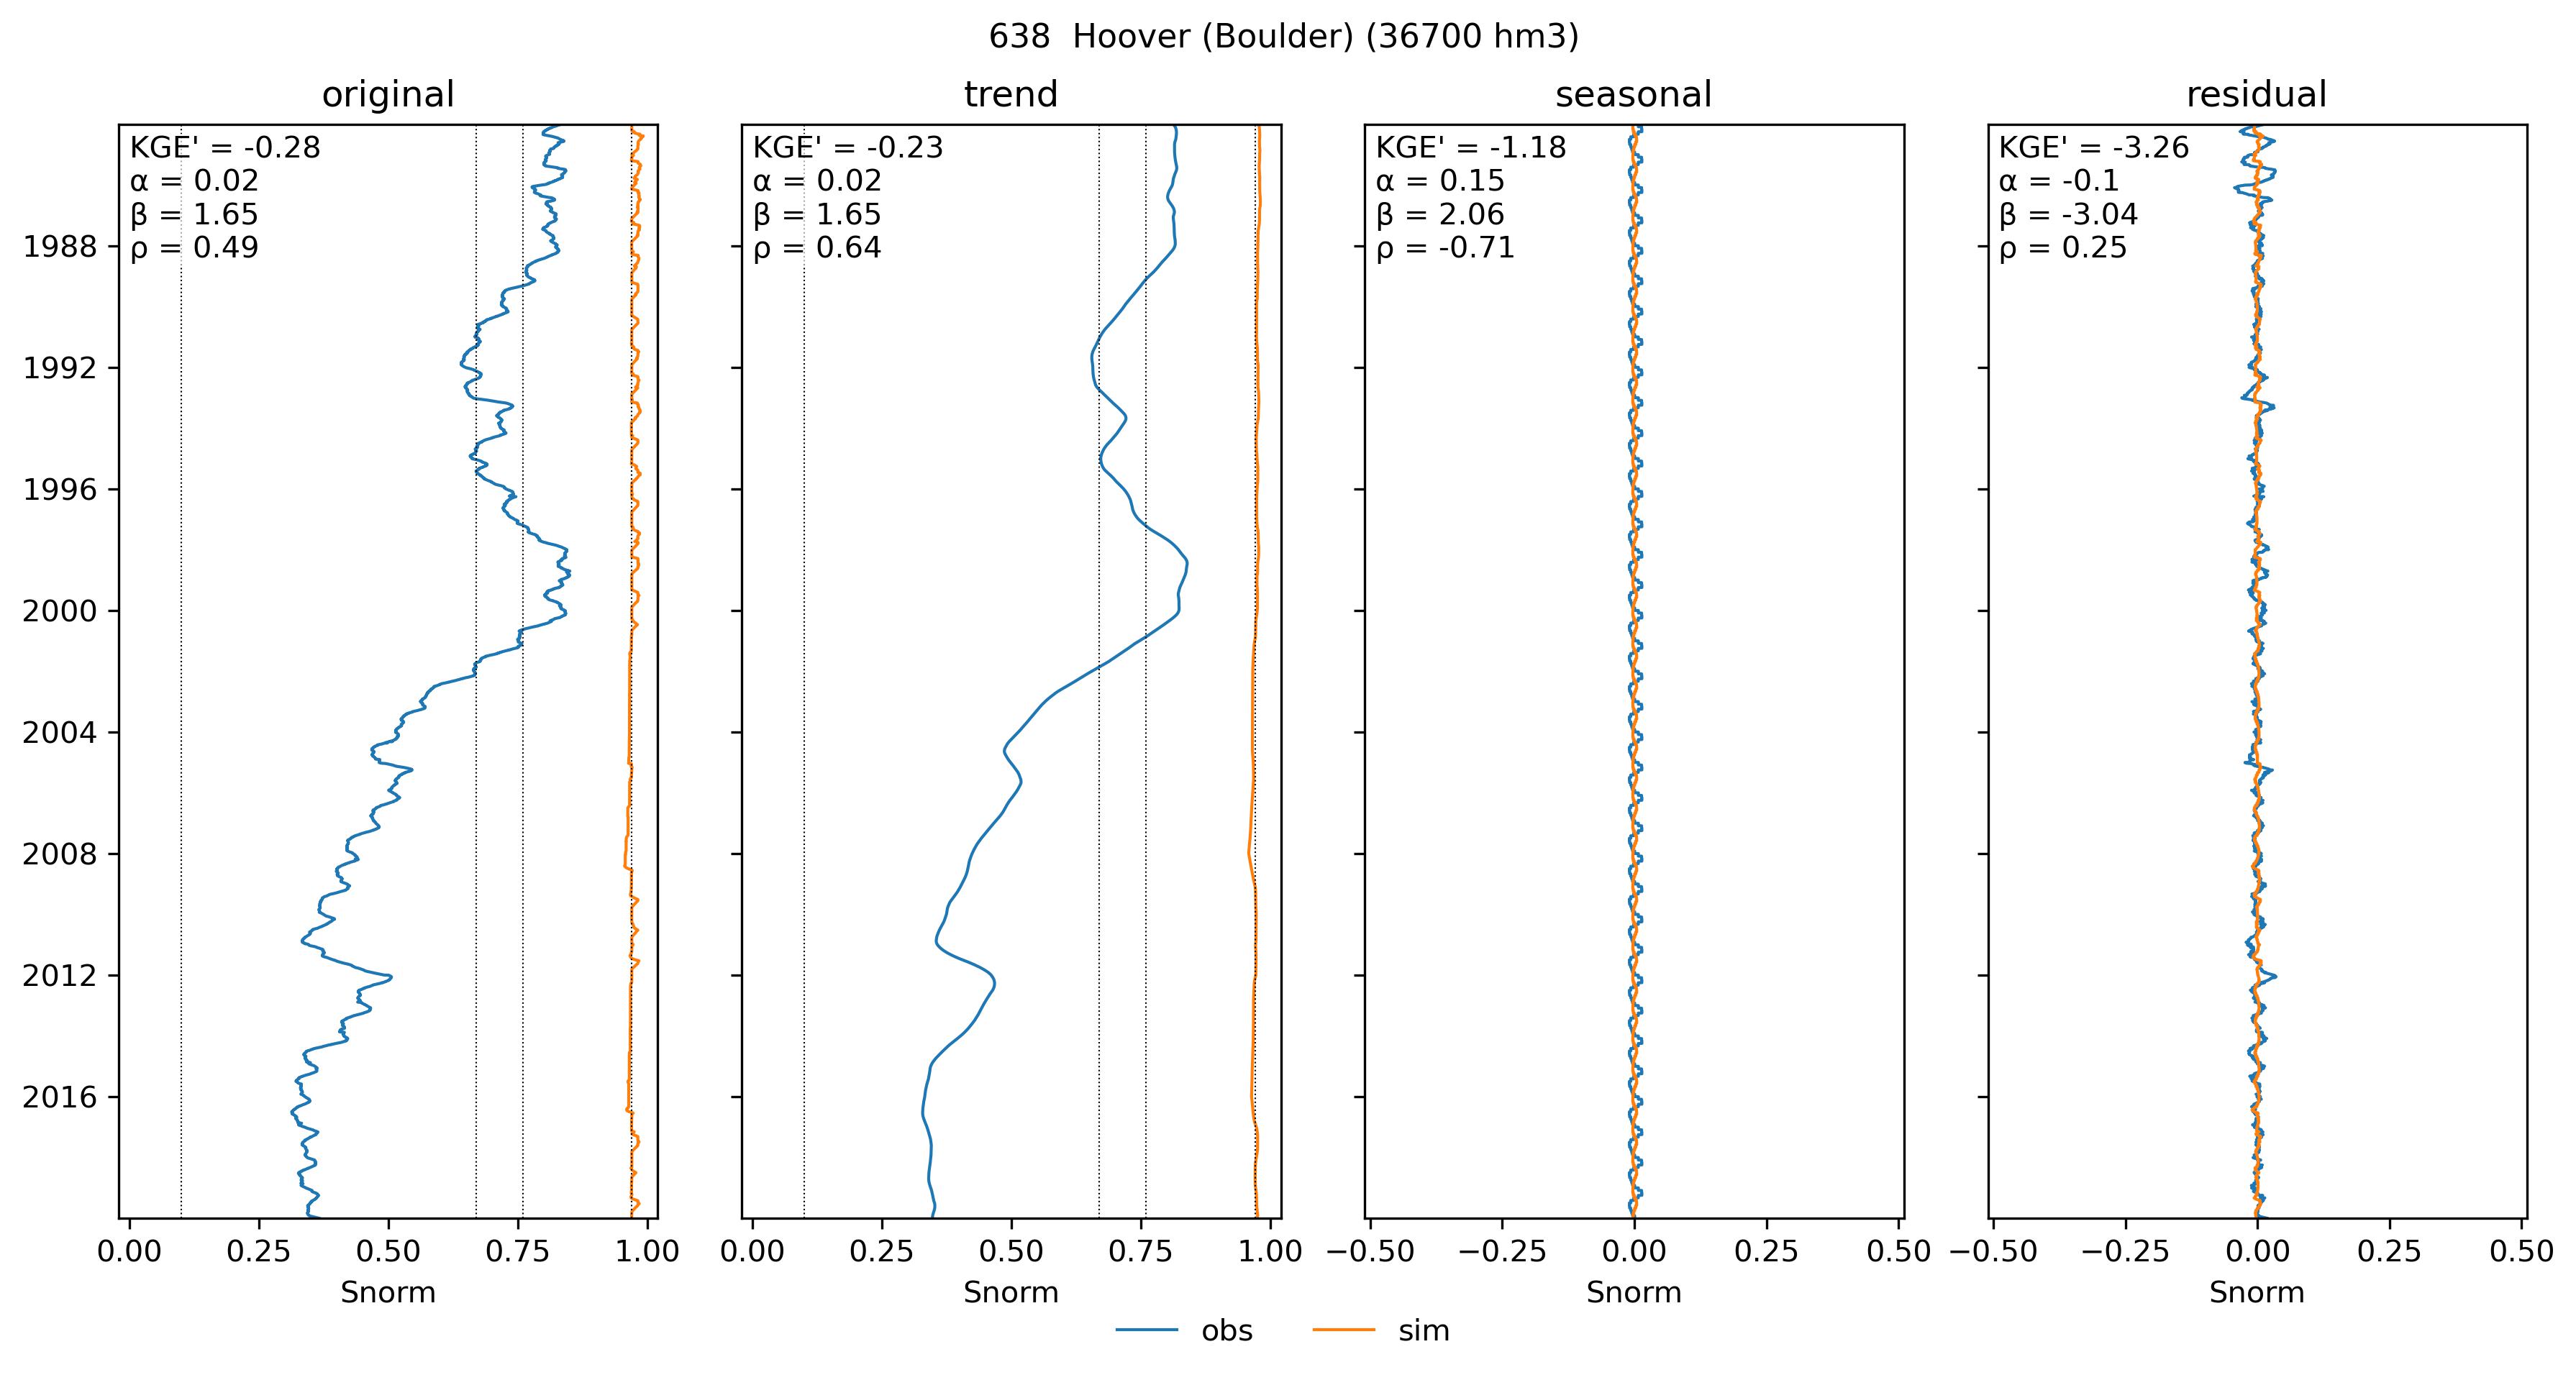 638  Hoover (Boulder) (36700 hm3)
original
trend
seasonal
residual
KGE' = -0.28
α = 0.02
β = 1.65
ρ = 0.49
KGE' = -0.23
α = 0.02
β = 1.65
ρ = 0.64
KGE' = -1.18
α = 0.15
β = 2.06
ρ = -0.71
KGE' = -3.26
α = -0.1
β = -3.04
ρ = 0.25
1988
1992
1996
2000
2004
2008
2012
2016
0.00 0.25 0.50 0.75 1.00
0.00 0.25 0.50 0.75 1.00
−0.50 −0.25 0.00 0.25 0.50
−0.50 −0.25 0.00 0.25 0.50
Snorm
Snorm
Snorm
Snorm
obs
sim